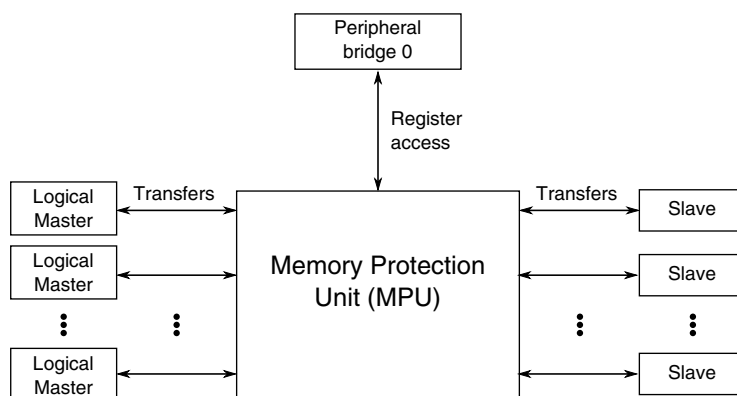 Peripheral
bridge 0
Register
access
Logical
Master
Transfers
Transfers
Slave
Memory Protection
Unit (MPU)
Logical
Master
Slave
Logical
Master
Slave